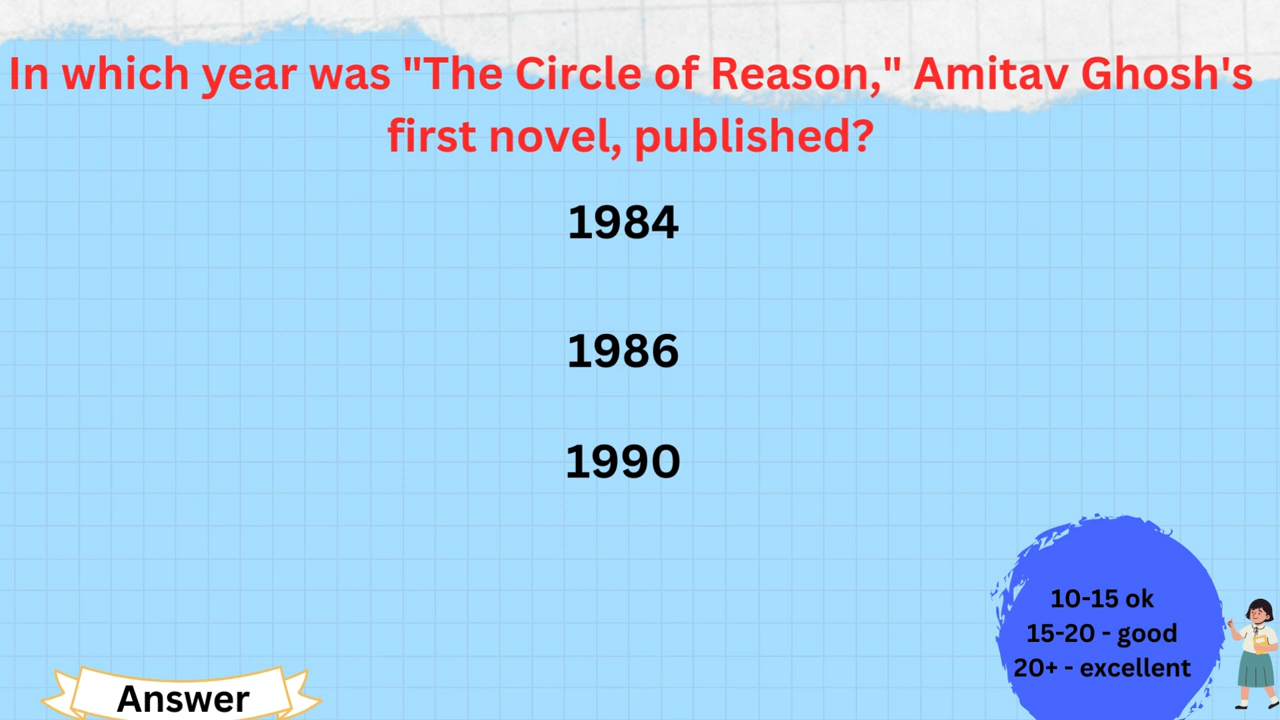 In which year was "The Circle of Reason," Amitav Ghosh's
first novel, published?
1984
1986
1990
10-15 ok
15-20 - good
20+ - excellent
Answer